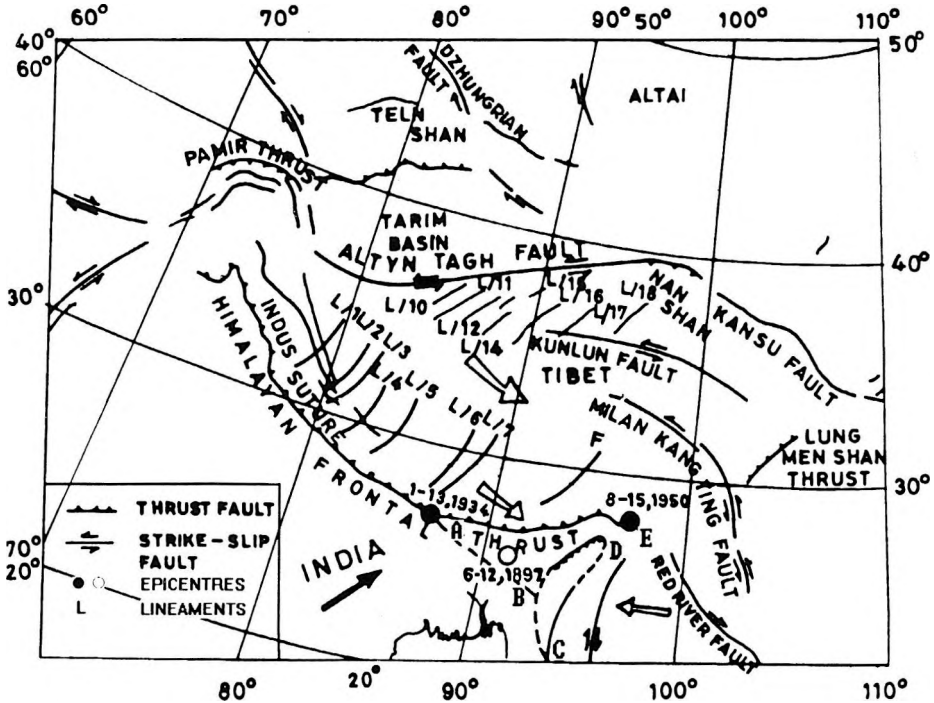 60° 70° 80° 90° 50° 100° 110°
40°
60°
50°
DZHUNGRIAN
FAULT
ALTAI
TELN
SHAN
PAMIR THRUST
TARIM
BASIN
ALTYN TAGH FAULT
40°
NAN
SHAN
KANSU FAULT
L/10
L/11
L/15
L/16
L/18
L/17
L/12
L/14
30°
L/1
L/2
L/3
L/4
L/5
L/6
L/7
INDUS
SUTURE
HIMALAYAN
FRONTA
THRUST
KUNLUN FAULT
TIBET
MILAN KANG TING FAULT
LUNG
MEN SHAN
THRUST
F
30°
1-13,1934
A
8-15,1950
E
D
6-12,1897
B
C
INDIA
RED RIVER FAULT
THRUST FAULT
STRIKE-SLIP
FAULT
EPICENTRES
L LINEAMENTS
70°
20°
80° 20° 90° 100° 110°